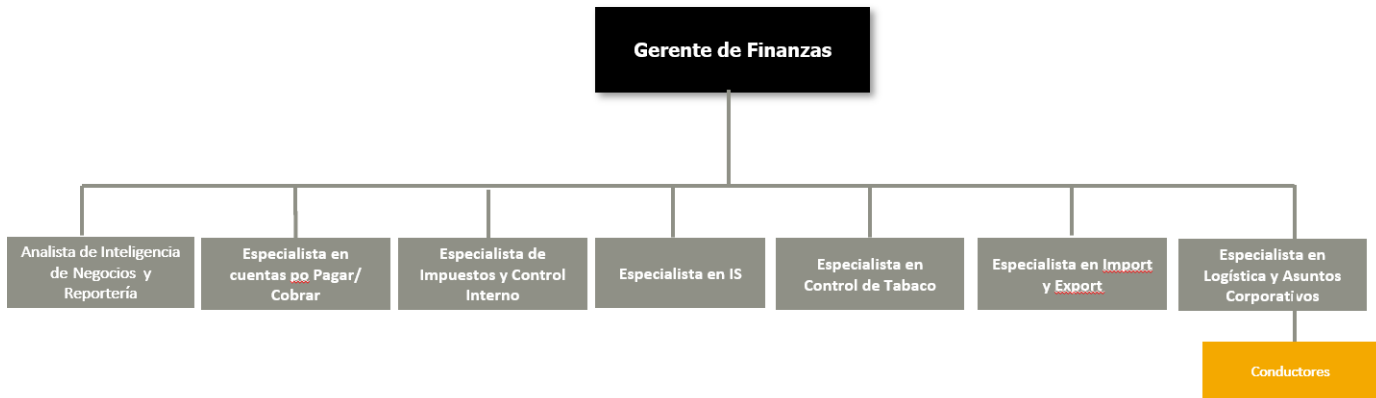 Gerente de Finanzas
Analista de Inteligencia
de Negocios y
Reportería
Especialista en
cuentas po Pagar/
Cobrar
Especialista de
Impuestos y Control
Interno
Especialista en IS
Especialista en
Control de Tabaco
Especialista en Import
y Export
Especialista en
Logística y Asuntos
Corporativos
Conductores